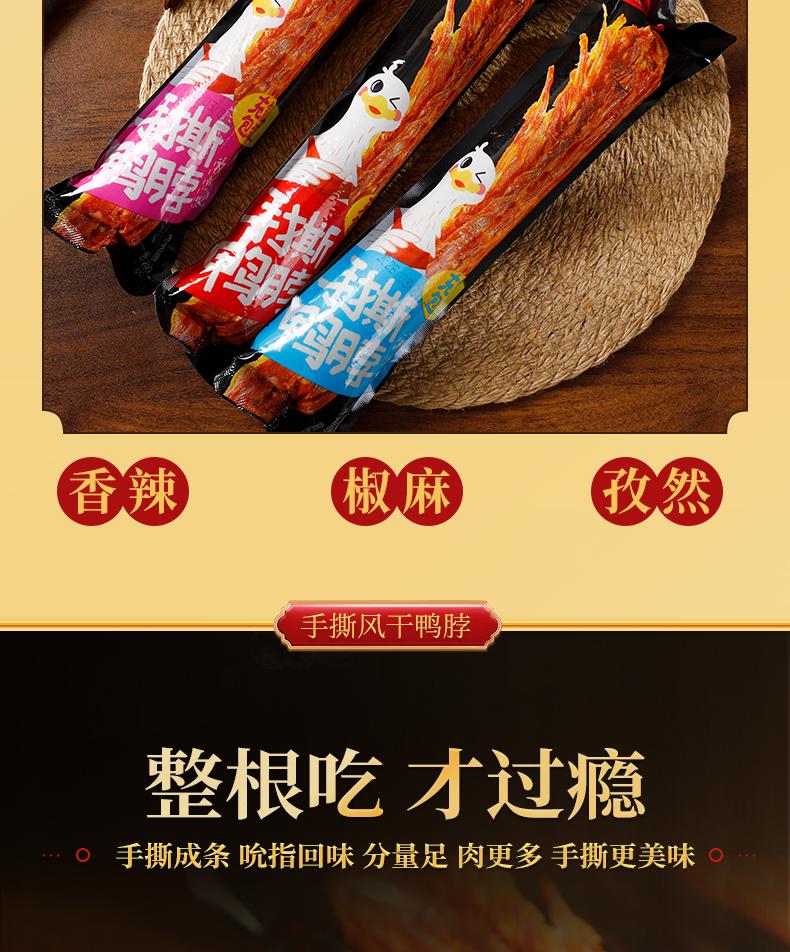 手撕
鸭脖
手撕
鸭脖
手撕
鸭脖
香辣 椒麻 孜然
手撕风干鸭脖
整根吃 才过瘾
手撕成条 吮指回味 分量足 肉更多 手撕更美味